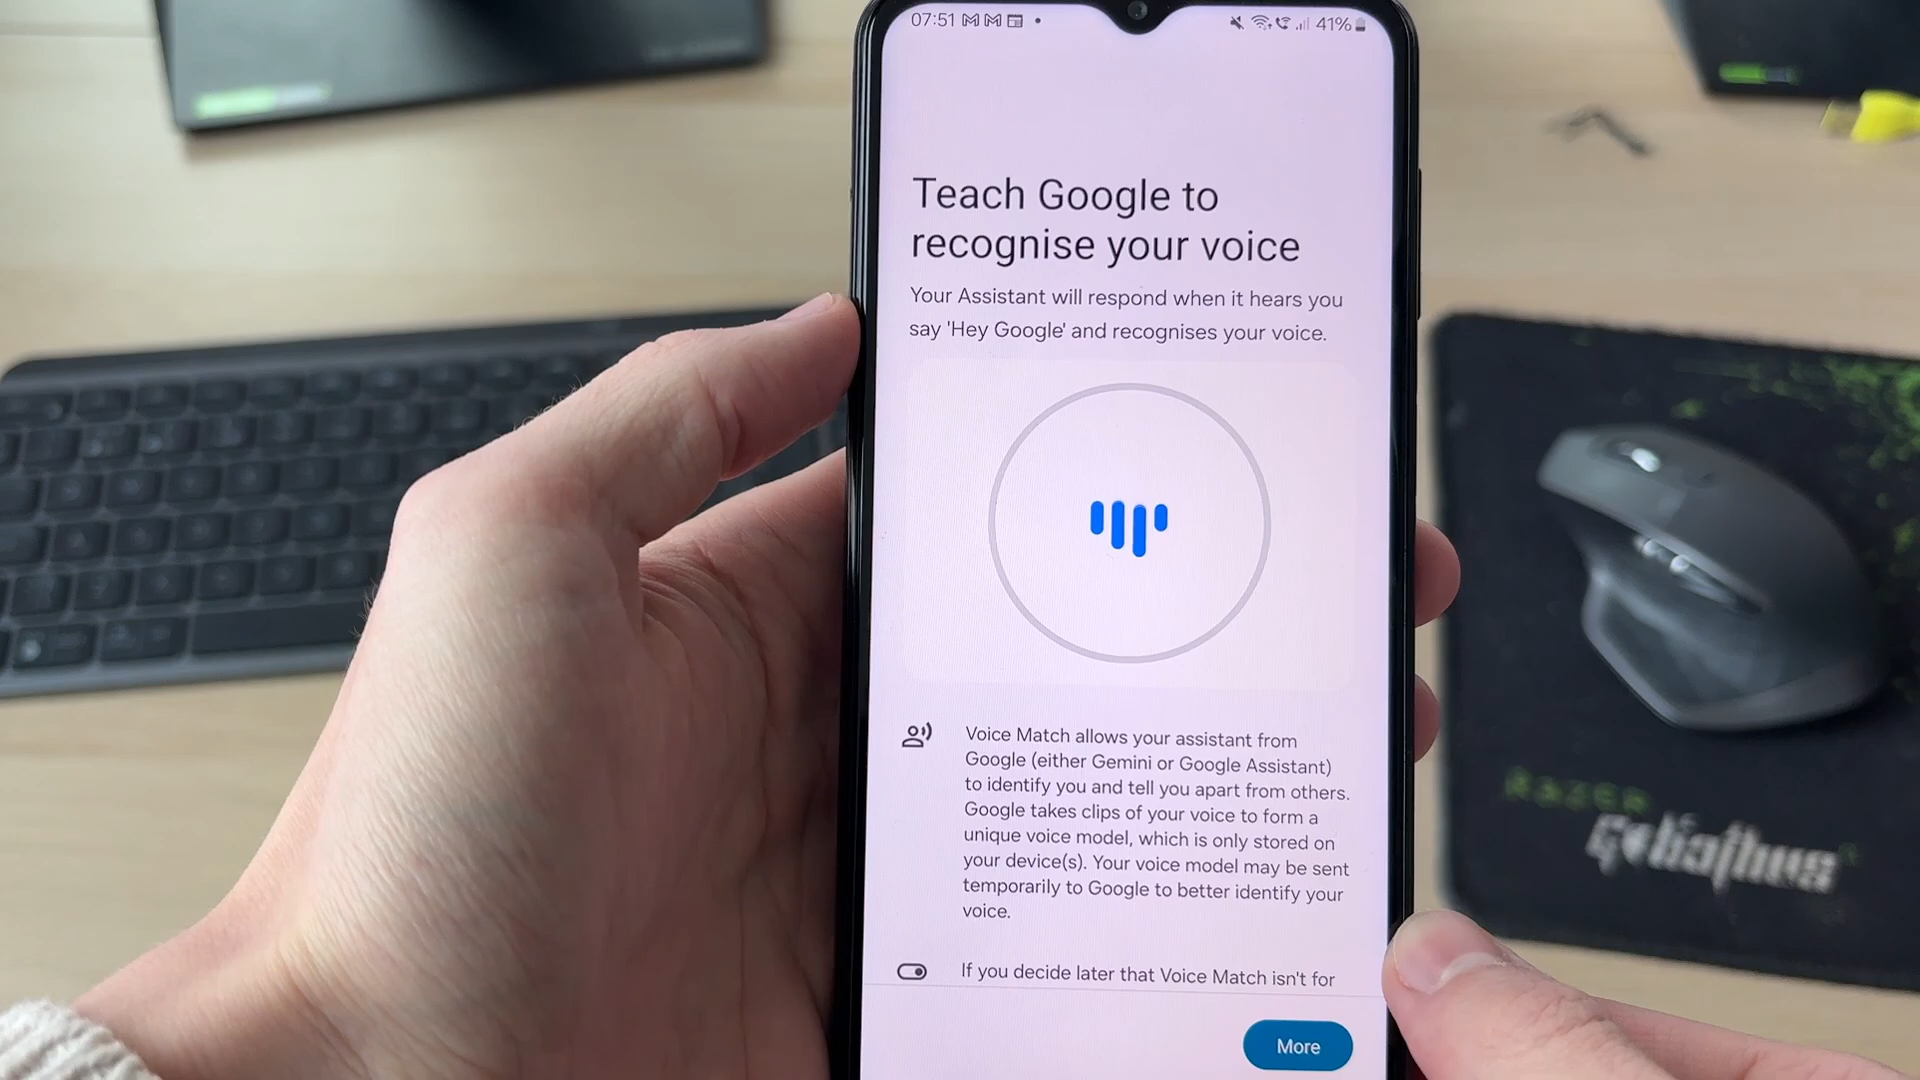 07:51
41%
Teach Google to
recognise your voice
Your Assistant will respond when it hears you
say 'Hey Google' and recognises your voice.
Voice Match allows your assistant from
Google (either Gemini or Google Assistant)
to identify you and tell you apart from others.
Google takes clips of your voice to form a
unique voice model, which is only stored on
your device(s). Your voice model may be sent
temporarily to Google to better identify your
voice.
If you decide later that Voice Match isn't for
More
RAZER
Goliathus